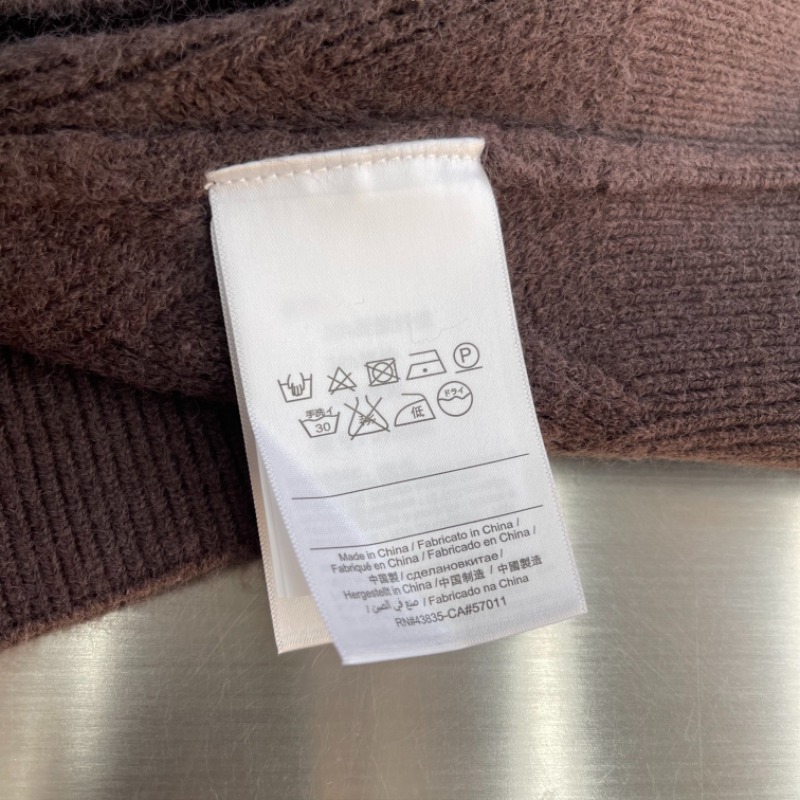 P
手洗イ 30 低 ドライ
Made in China / Fabricato in China /
Fabriqué en China / Fabricado en China /
中国製 / сделановкитае /
Hergestellt in China /中国制造 / 中國製造 /
صنع في الصين / Fabricado na China
RN#43835-CA#57011